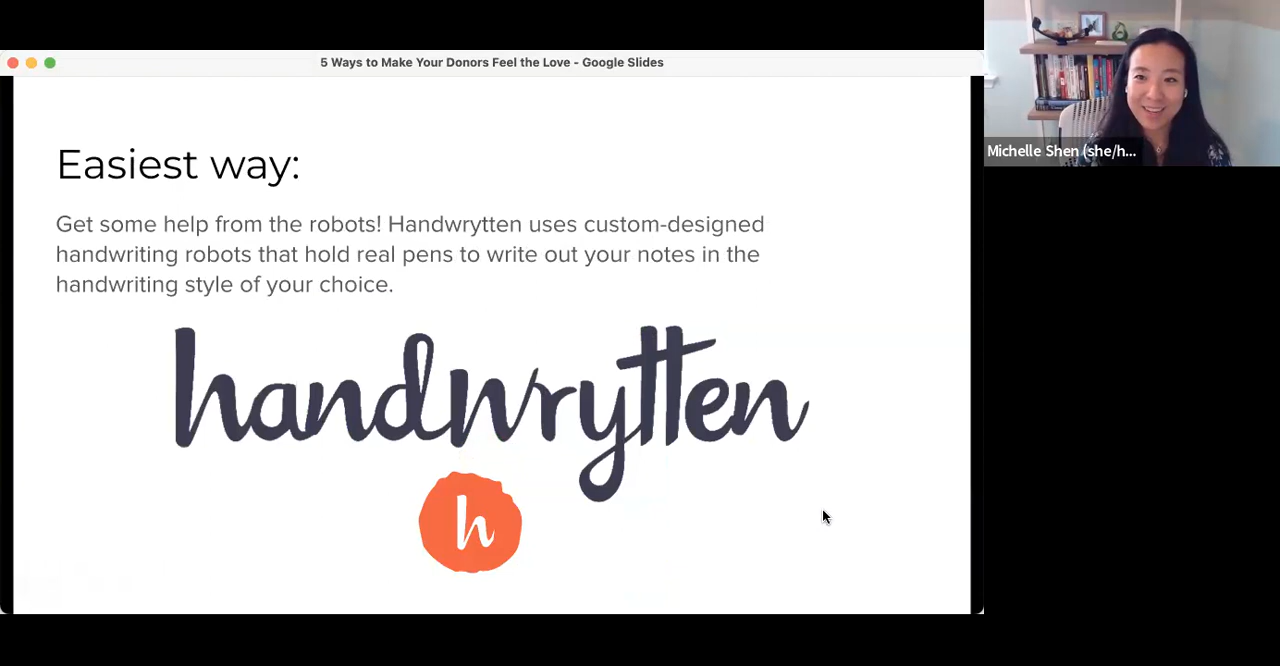 5 Ways to Make Your Donors Feel the Love - Google Slides
Easiest way:
Get some help from the robots! Handwrytten uses custom-designed
handwriting robots that hold real pens to write out your notes in the
handwriting style of your choice.
handwrytten
h
Michelle Shen (she/h...